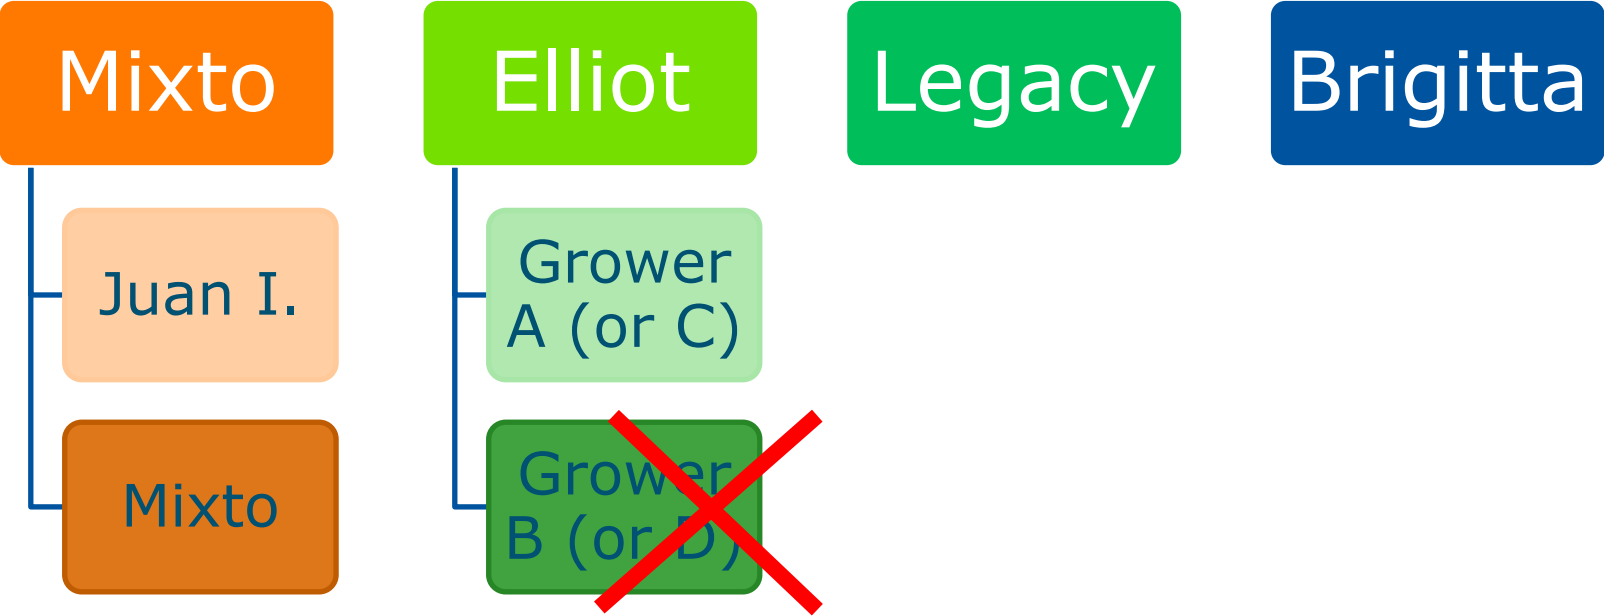 Mixto
Elliot
Legacy
Brigitta
Juan I.
Grower
A (or C)
Mixto
Grower
B (or D)